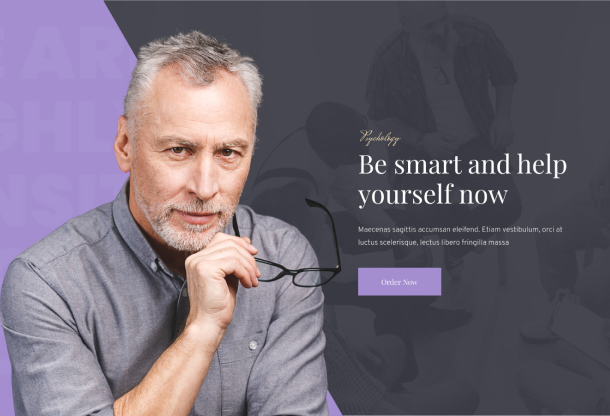 Psychology
Be smart and help
yourself now
Maecenas sagittis accumsan eleifend. Etiam vestibulum, orci at
luctus scelerisque, lectus libero fringilla massa
Order Now